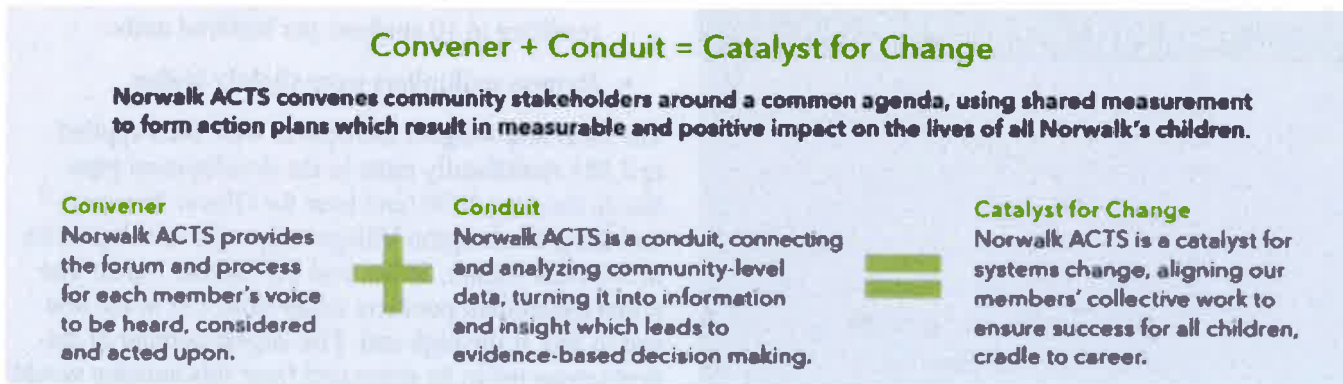 Convener + Conduit = Catalyst for Change
Norwalk ACTS convenes community stakeholders around a common agenda, using shared measurement
to form action plans which result in measurable and positive impact on the lives of all Norwalk's children.
Convener
Norwalk ACTS provides
the forum and process
for each member's voice
to be heard, considered
and acted upon.
+
Conduit
Norwalk ACTS is a conduit, connecting
and analyzing community-level
data, turning it into information
and insight which leads to
evidence-based decision making.
=
Catalyst for Change
Norwalk ACTS is a catalyst for
systems change, aligning our
members' collective work to
ensure success for all children,
cradle to career.